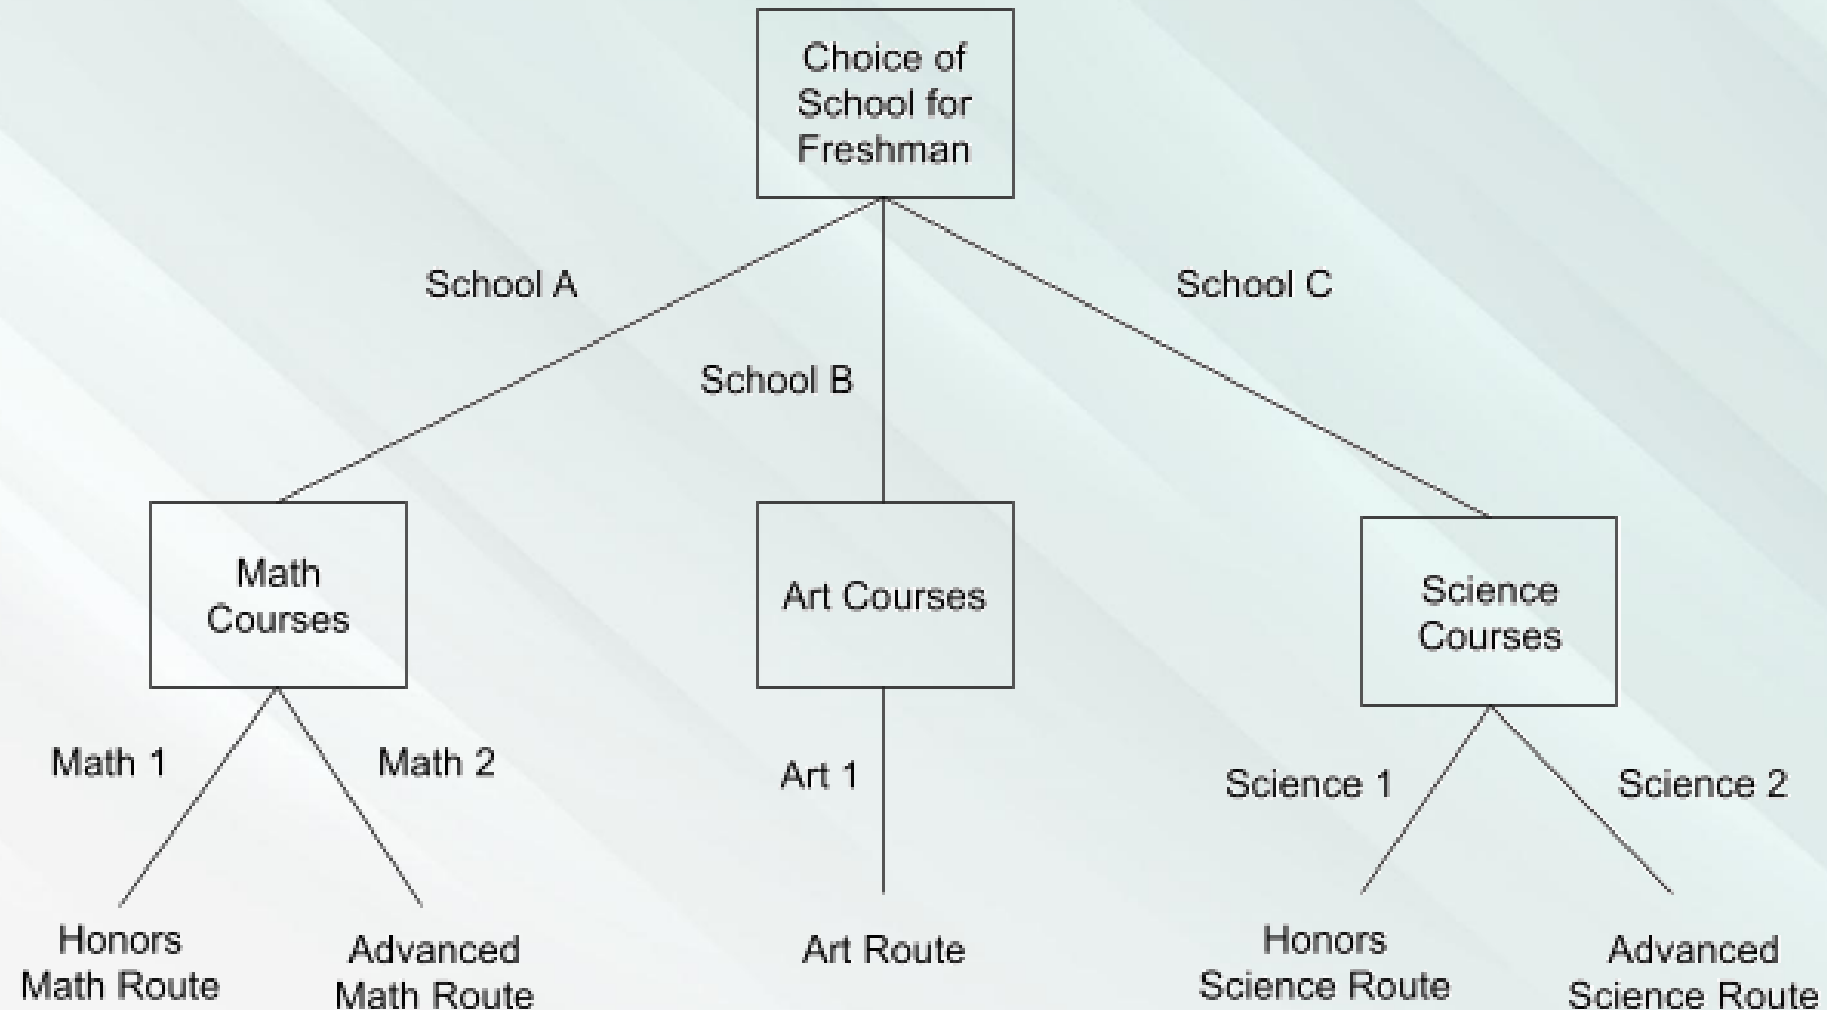 Choice of
School for
Freshman
School A
School C
School B
Math
Courses
Art Courses
Science
Courses
Math 1
Math 2
Art 1
Science 1
Science 2
Honors
Math Route
Advanced
Math Route
Art Route
Honors
Science Route
Advanced
Science Route